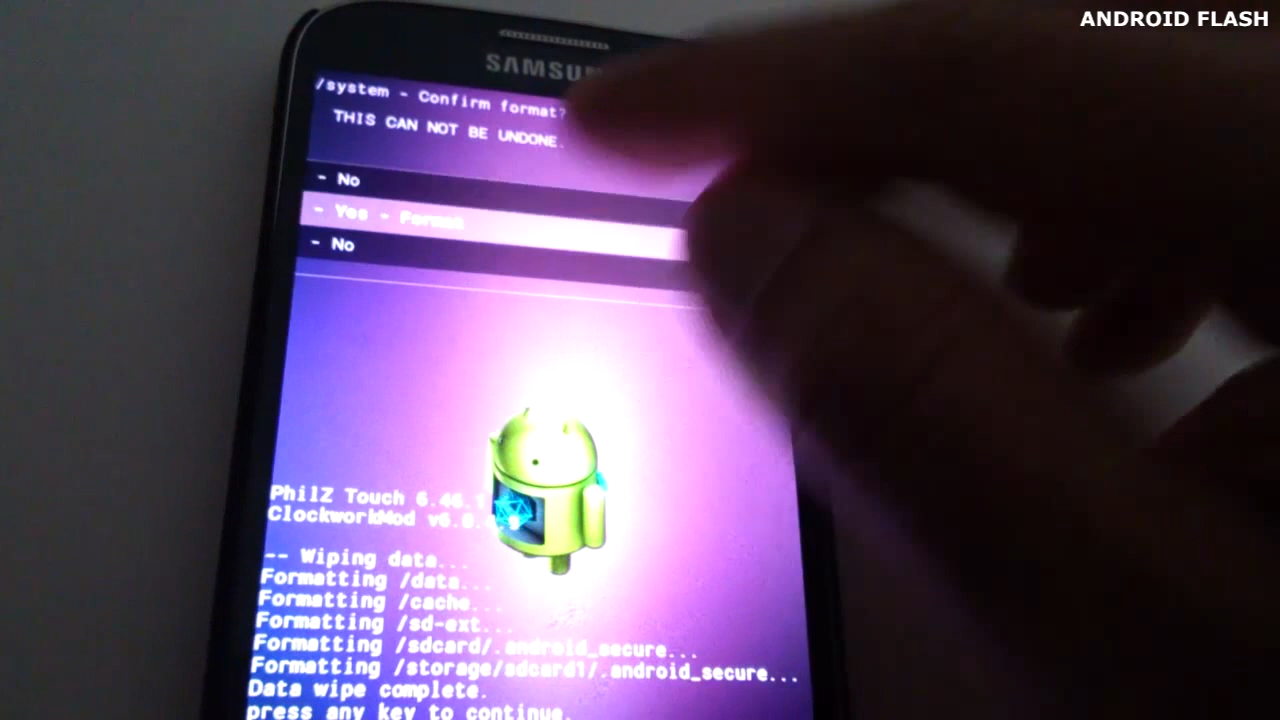 ANDROID FLASH
/system - Confirm format?
THIS CAN NOT BE UNDONE.
- No
- Yes - Format
- No
PhilZ Touch
ClockworkMod
-- Wiping data...
Formatting /data...
Formatting /cache...
Formatting /sd-ext...
Formatting /sdcard/.android_secure...
Formatting /storage/sdcard1/.android_secure...
Data wipe complete.
press any key to continue.